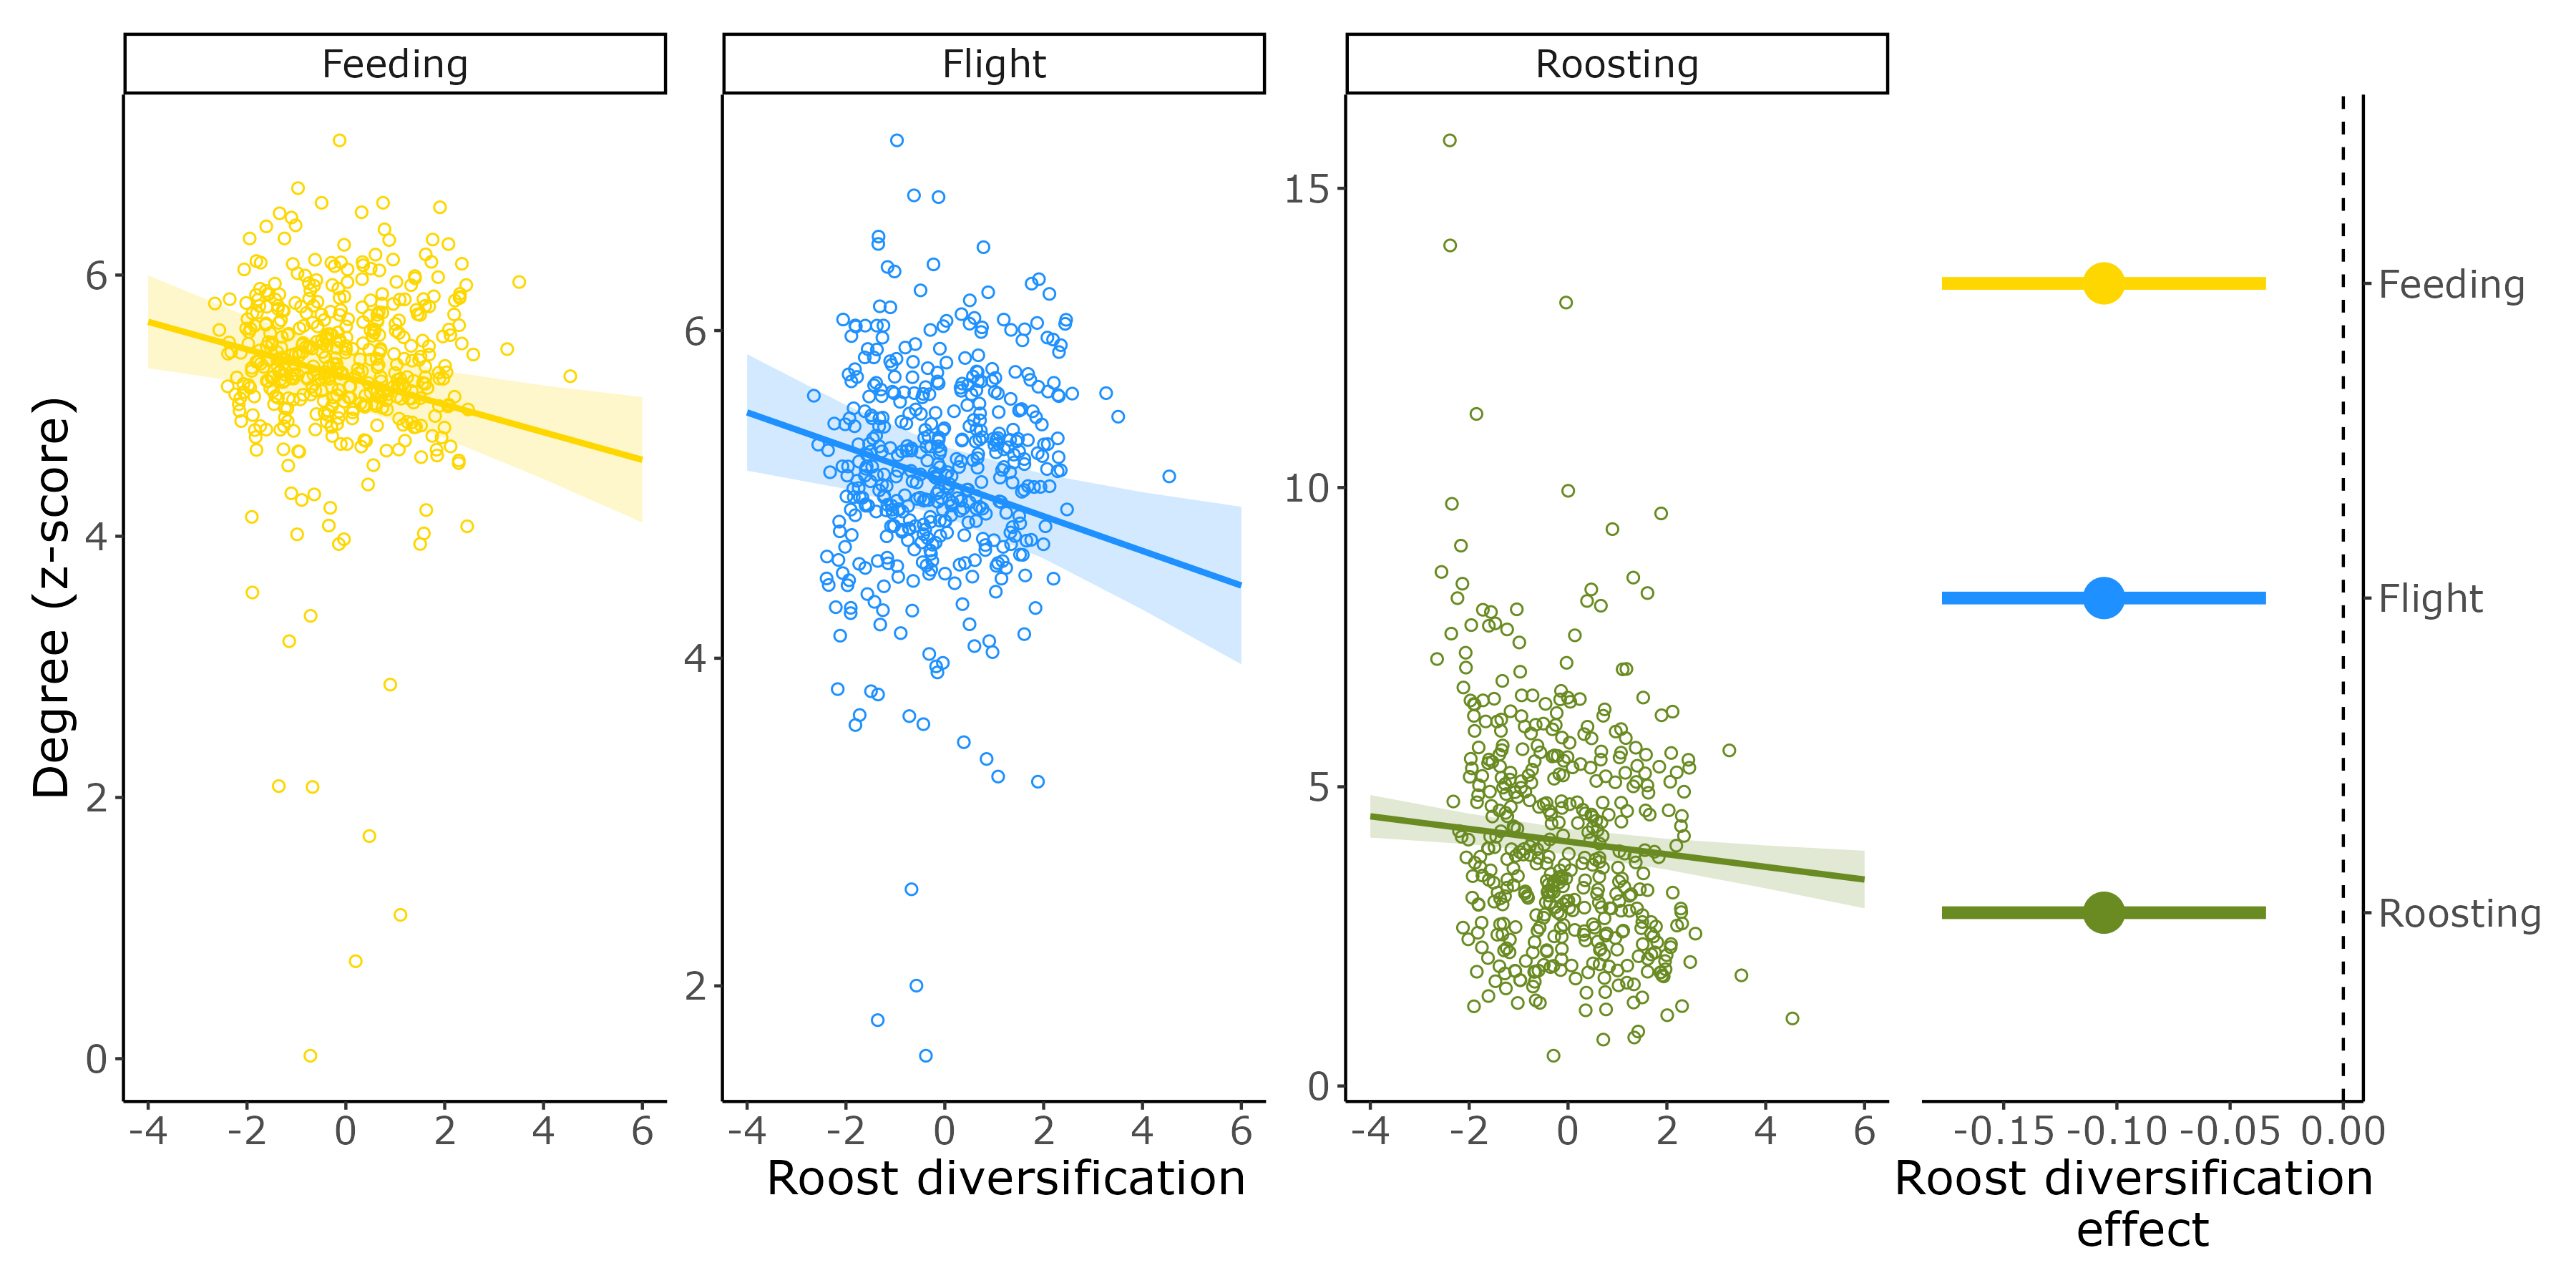 Feeding
Flight
Roosting
Degree (z-score)
6
4
2
0
6
4
2
15
10
5
0
Feeding
Flight
Roosting
-4 -2 0 2 4 6
-4 -2 0 2 4 6
-4 -2 0 2 4 6
-0.15 -0.10 -0.05 0.00
Roost diversification
Roost diversification
effect